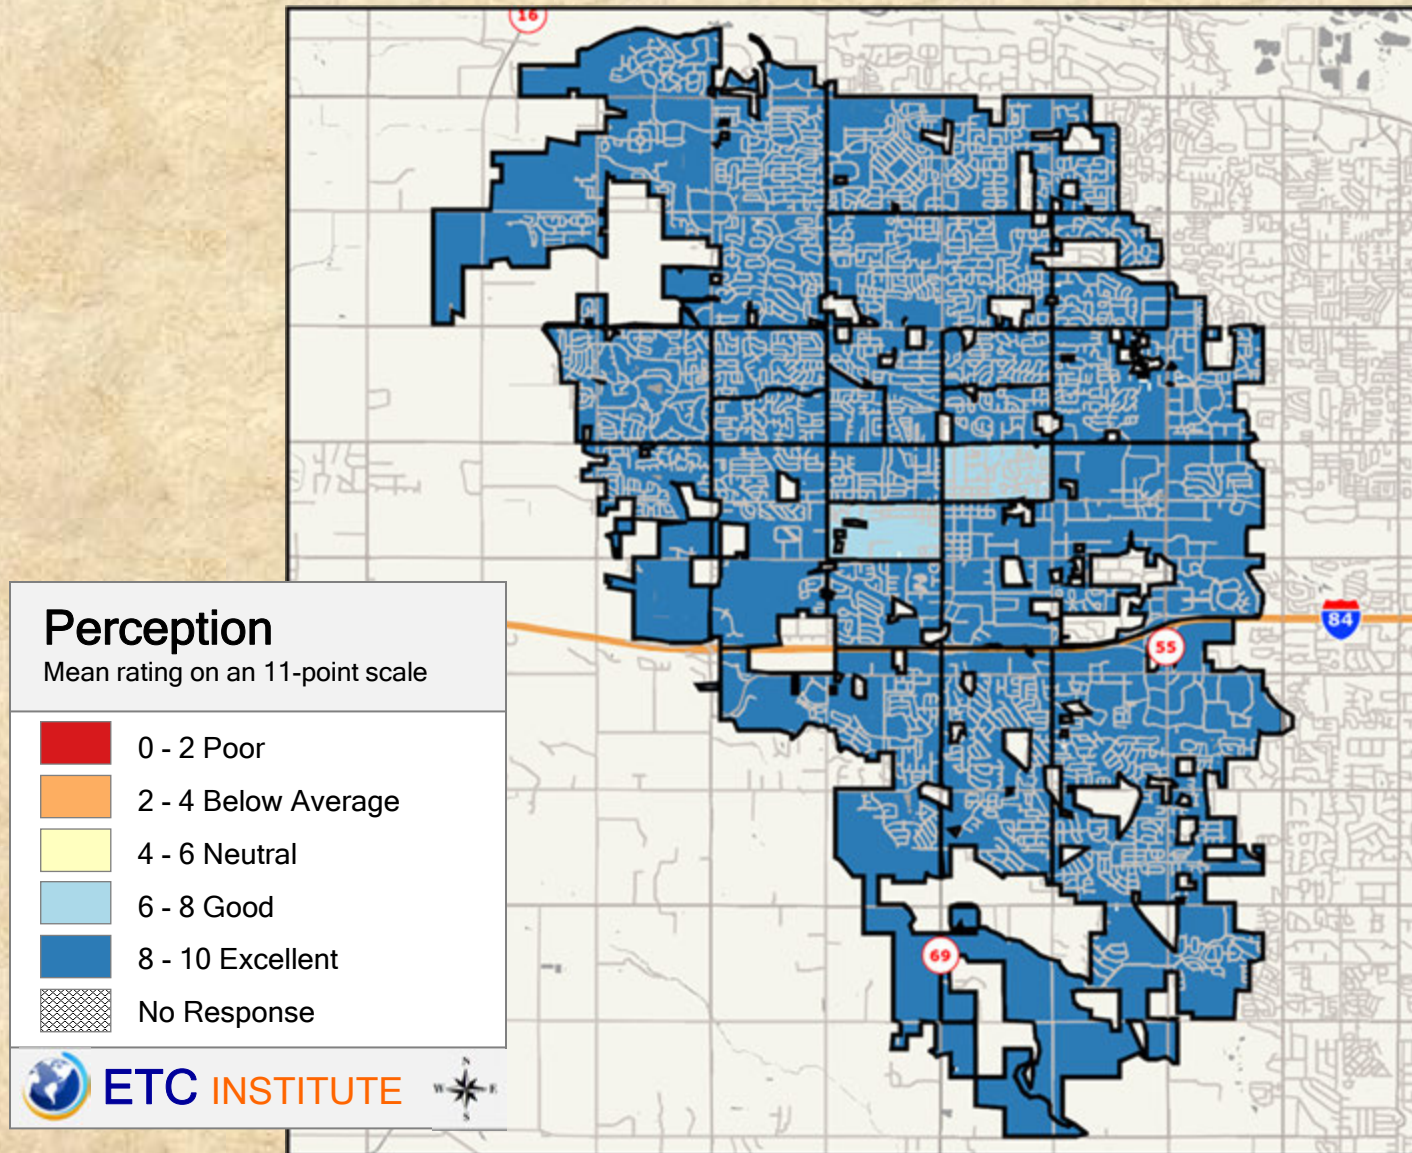 16
84
55
69
Perception
Mean rating on an 11-point scale
0 - 2 Poor
2 - 4 Below Average
4 - 6 Neutral
6 - 8 Good
8 - 10 Excellent
No Response
ETC INSTITUTE
N
W E
S